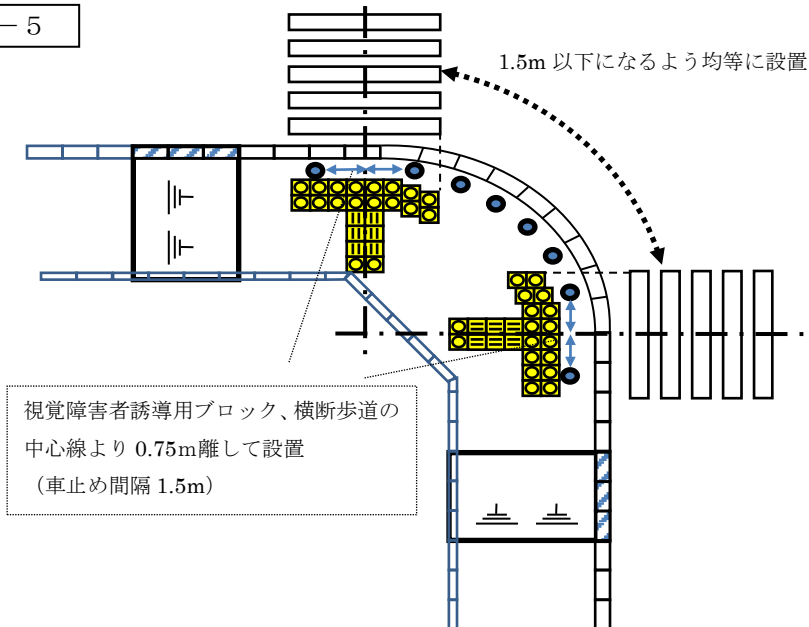 －５
1.5m 以下になるよう均等に設置
視覚障害者誘導用ブロック、横断歩道の
中心線より 0.75ｍ離して設置
（車止め間隔 1.5m）